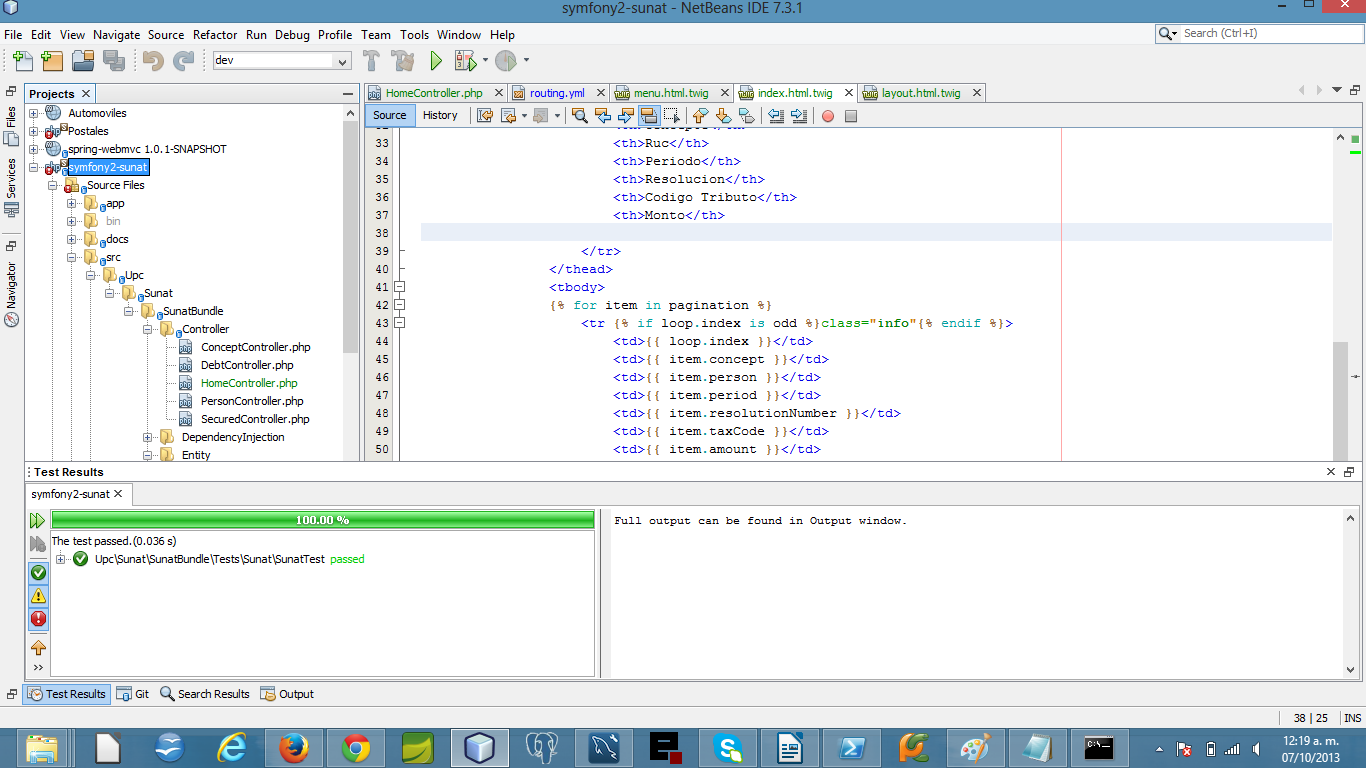 symfony2-sunat - NetBeans IDE 7.3.1
File Edit View Navigate Source Refactor Run Debug Profile Team Tools Window Help
Search (Ctrl+I)
dev
Projects
HomeController.php routing.yml menu.html.twig index.html.twig layout.html.twig
Source History
Files
Services
Navigator
Automoviles
Postales
spring-webmvc 1.0.1-SNAPSHOT
symfony2-sunat
Source Files
app
bin
docs
src
Upc
Sunat
SunatBundle
Controller
ConceptController.php
DebtController.php
HomeController.php
PersonController.php
SecuredController.php
DependencyInjection
Entity
33 <th>Ruc</th>
34 <th>Periodo</th>
35 <th>Resolucion</th>
36 <th>Codigo Tributo</th>
37 <th>Monto</th>
38
39 </tr>
40 </thead>
41 <tbody>
42 {% for item in pagination %}
43 <tr {% if loop.index is odd %}class="info"{% endif %}>
44 <td>{{ loop.index }}</td>
45 <td>{{ item.concept }}</td>
46 <td>{{ item.person }}</td>
47 <td>{{ item.period }}</td>
48 <td>{{ item.resolutionNumber }}</td>
49 <td>{{ item.taxCode }}</td>
50 <td>{{ item.amount }}</td>
Test Results
symfony2-sunat
100.00 %
The test passed.(0.036 s)
Upc\Sunat\SunatBundle\Tests\Sunat\SunatTest passed
Full output can be found in Output window.
Test Results Git Search Results Output
38 | 25 INS
12:19 a. m.
07/10/2013